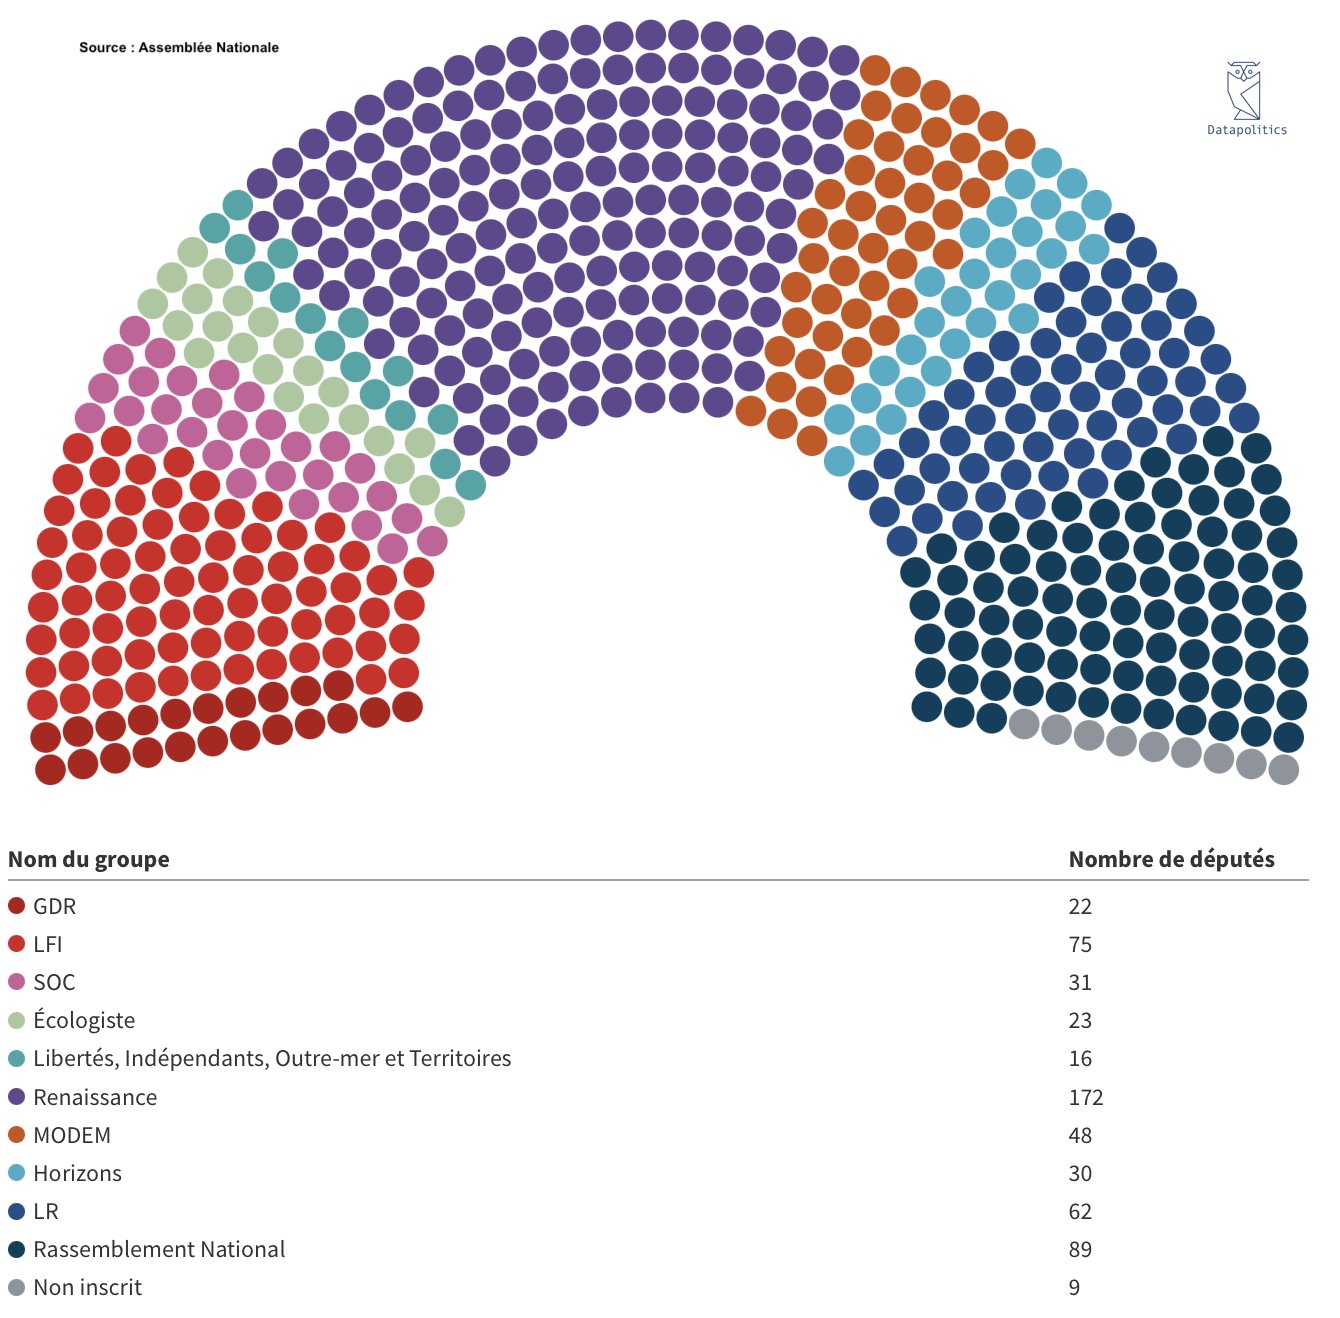 Source : Assemblée Nationale
Datapolitics
Nom du groupe Nombre de députés
GDR 22
LFI 75
SOC 31
Écologiste 23
Libertés, Indépendants, Outre-mer et Territoires 16
Renaissance 172
MODEM 48
Horizons 30
LR 62
Rassemblement National 89
Non inscrit 9